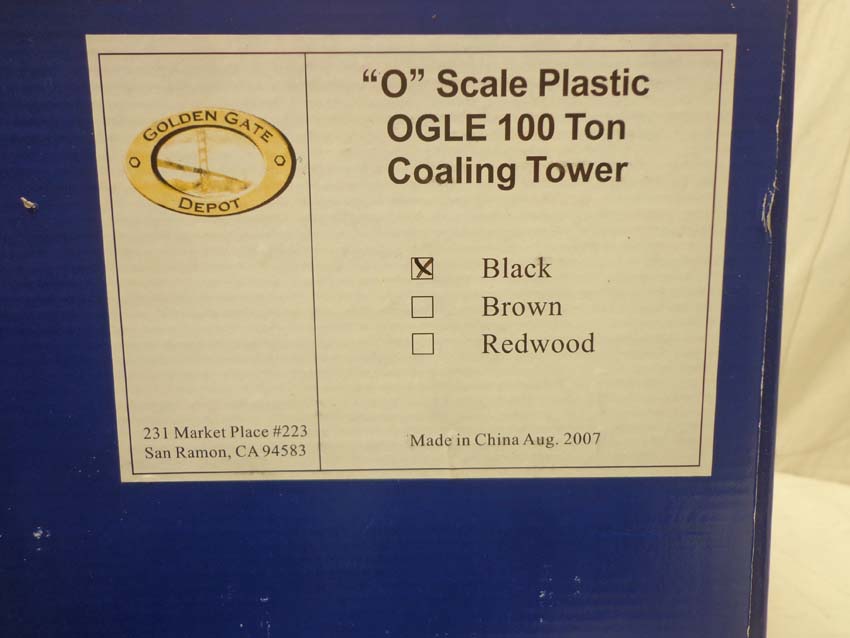 GOLDEN GATE
DEPOT
"O" Scale Plastic
OGLE 100 Ton
Coaling Tower
Black
Brown
Redwood
231 Market Place #223
San Ramon, CA 94583
Made in China Aug. 2007